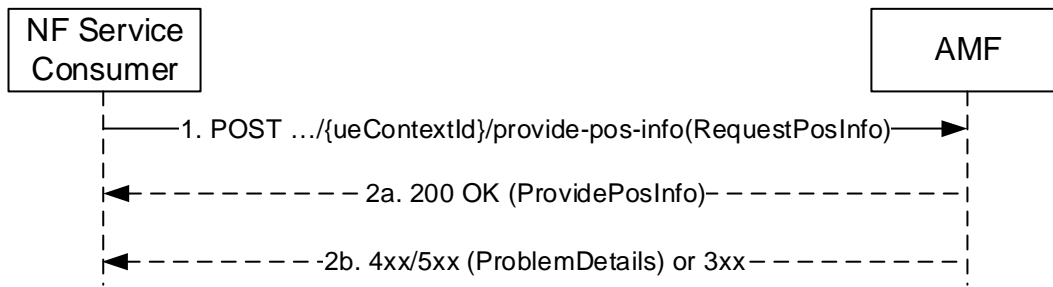 NF Service
Consumer
AMF
1. POST …/{ueContextId}/provide-pos-info(RequestPosInfo)
2a. 200 OK (ProvidePosInfo)
2b. 4xx/5xx (ProblemDetails) or 3xx